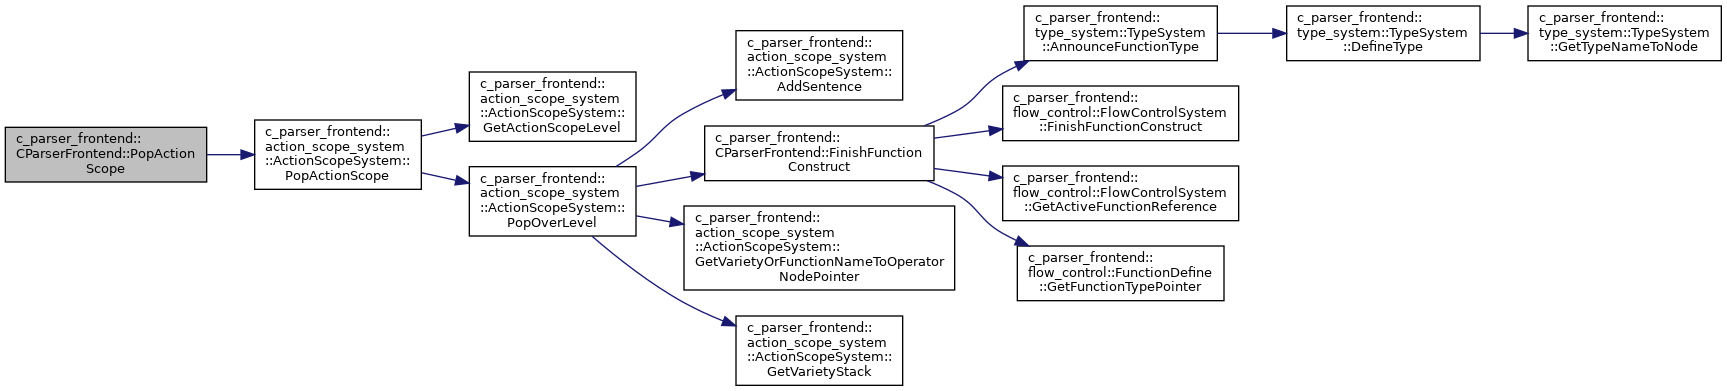 c_parser_frontend::
CParserFrontend::PopAction
Scope
c_parser_frontend::
action_scope_system
::ActionScopeSystem::
PopActionScope
c_parser_frontend::
action_scope_system
::ActionScopeSystem::
GetActionScopeLevel
c_parser_frontend::
action_scope_system
::ActionScopeSystem::
PopOverLevel
c_parser_frontend::
action_scope_system
::ActionScopeSystem::
AddSentence
c_parser_frontend::
CParserFrontend::FinishFunction
Construct
c_parser_frontend::
action_scope_system
::ActionScopeSystem::
GetVarietyOrFunctionNameToOperator
NodePointer
c_parser_frontend::
action_scope_system
::ActionScopeSystem::
GetVarietyStack
c_parser_frontend::
type_system::TypeSystem
::AnnounceFunctionType
c_parser_frontend::
flow_control::FlowControlSystem
::FinishFunctionConstruct
c_parser_frontend::
flow_control::FlowControlSystem
::GetActiveFunctionReference
c_parser_frontend::
flow_control::FunctionDefine
::GetFunctionTypePointer
c_parser_frontend::
type_system::TypeSystem
::DefineType
c_parser_frontend::
type_system::TypeSystem
::GetTypeNameToNode